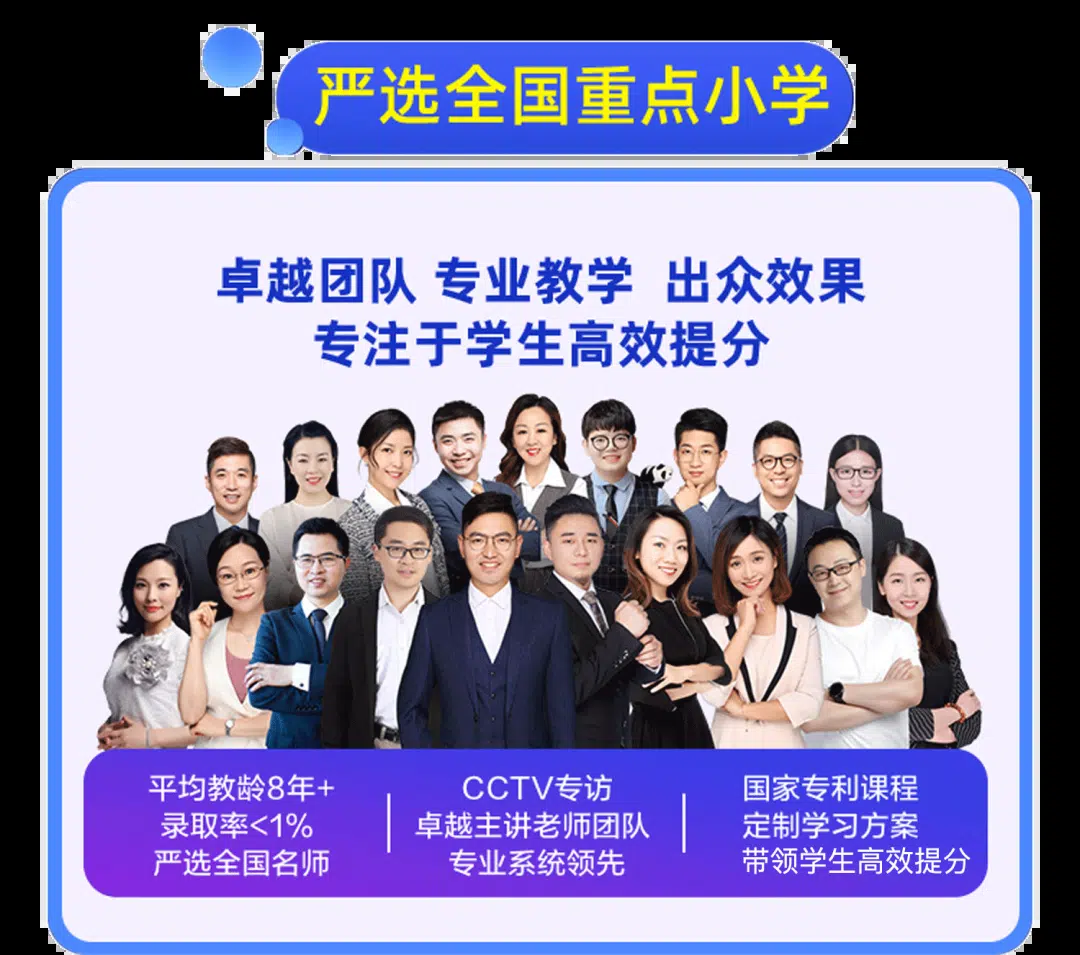 严选全国重点小学
卓越团队 专业教学 出众效果
专注于学生高效提分
平均教龄8年+
录取率<1%
严选全国名师
CCTV专访
卓越主讲老师团队
专业系统领先
国家专利课程
定制学习方案
带领学生高效提分